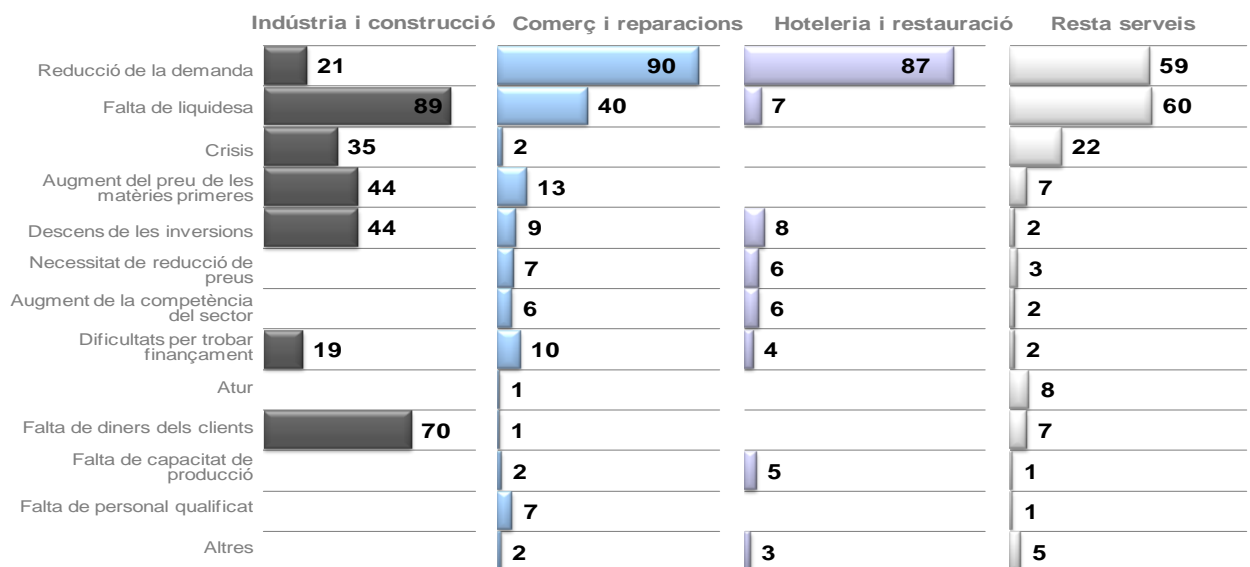 Indústria i construcció Comerç i reparacions Hoteleria i restauració Resta serveis
Reducció de la demanda 21 90 87 59
Falta de liquidesa 89 40 7 60
Crisis 35 2 22
Augment del preu de les
matèries primeres 44 13 7
Descens de les inversions 44 9 8 2
Necessitat de reducció de
preus 7 6 3
Augment de la competència
del sector 6 6 2
Dificultats per trobar
finançament 19 10 4 2
Atur 1 8
Falta de diners dels clients 70 1 7
Falta de capacitat de
producció 2 5 1
Falta de personal qualificat 7 1
Altres 2 3 5